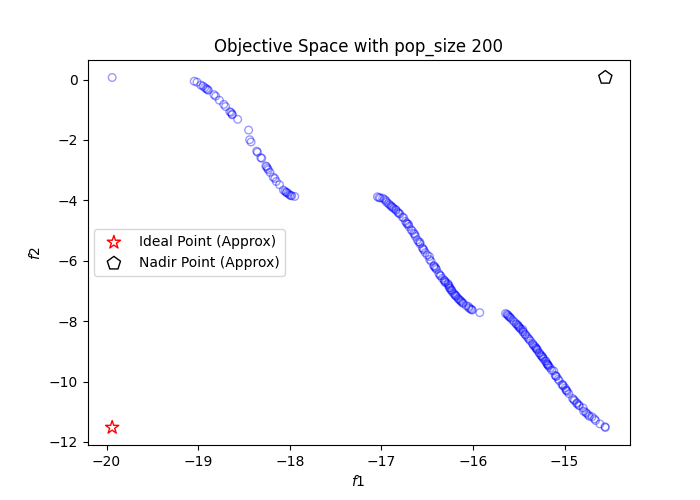 Objective Space with pop_size 200
0
−2
−4
−6
−8
−10
−12
f2
Ideal Point (Approx)
Nadir Point (Approx)
−20 −19 −18 −17 −16 −15
f1